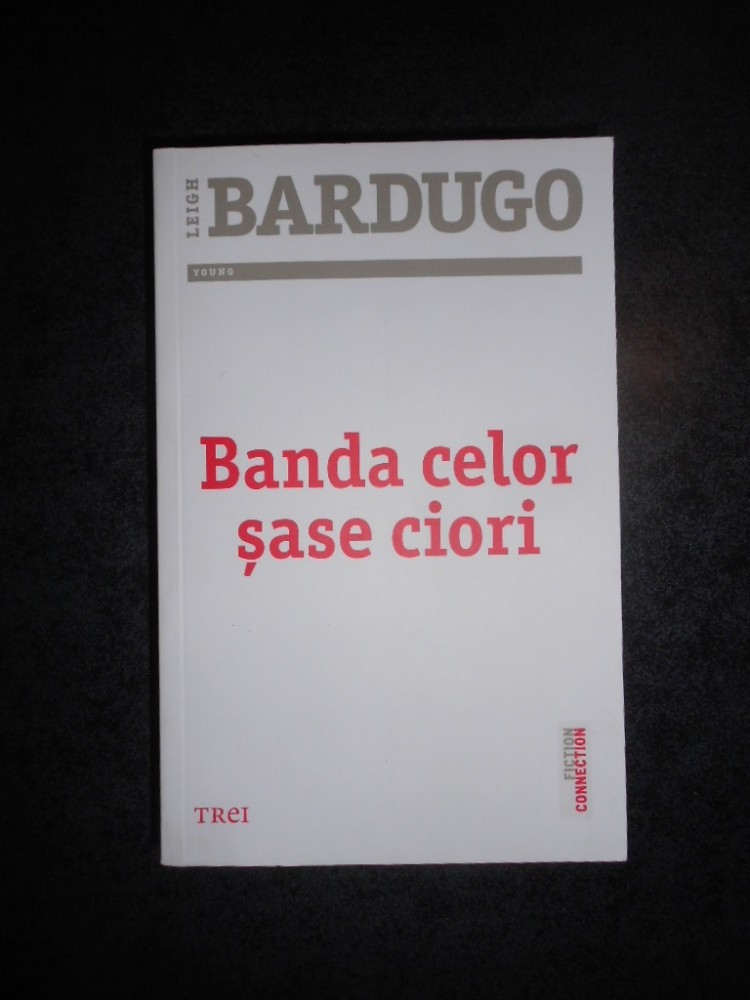 LEIGH
BARDUGO
YOUNG
Banda celor
șase ciori
FICTION
CONNECTION
TREI